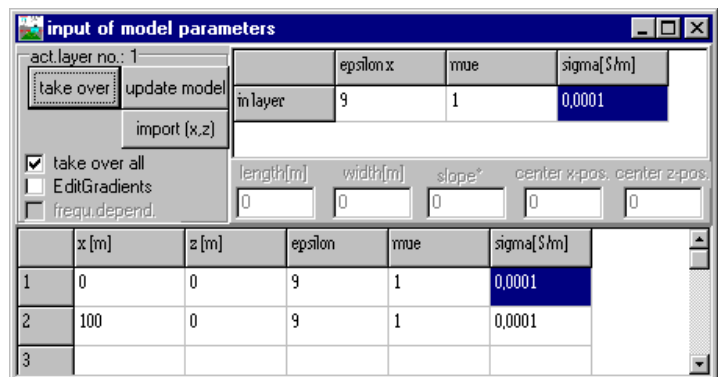 input of model parameters
act.layer no.: 1
take over update model
import (x,z)
take over all
EditGradients
frequ.depend.
epsilon x mue sigma[S/m]
in layer 9 1 0,0001
length[m] width[m] slope* center x-pos. center z-pos.
0 0 0 0 0
x [m] z [m] epsilon mue sigma[S/m]
1 0 0 9 1 0,0001
2 100 0 9 1 0,0001
3